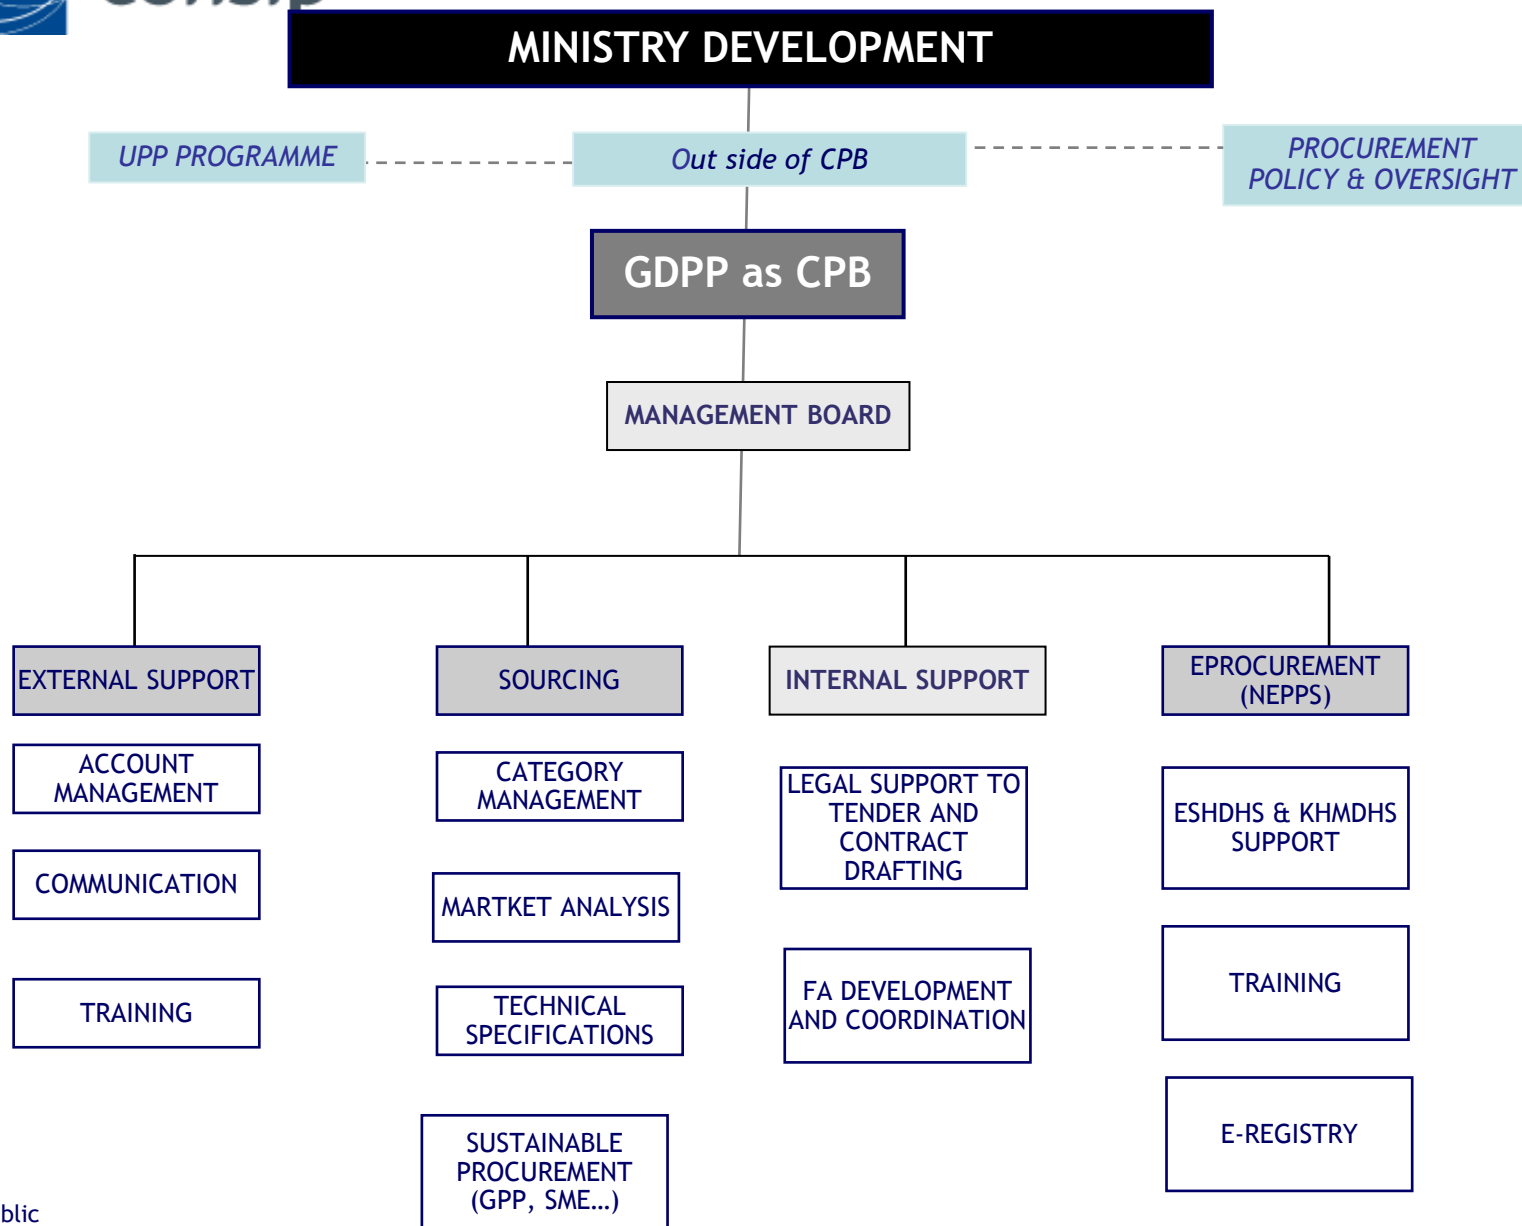 MINISTRY DEVELOPMENT
UPP PROGRAMME
Out side of CPB
PROCUREMENT
POLICY & OVERSIGHT
GDPP as CPB
MANAGEMENT BOARD
EXTERNAL SUPPORT
SOURCING
INTERNAL SUPPORT
EPROCUREMENT
(NEPPS)
ACCOUNT
MANAGEMENT
COMMUNICATION
TRAINING
CATEGORY
MANAGEMENT
MARTKET ANALYSIS
TECHNICAL
SPECIFICATIONS
SUSTAINABLE
PROCUREMENT
(GPP, SME...)
LEGAL SUPPORT TO
TENDER AND
CONTRACT
DRAFTING
FA DEVELOPMENT
AND COORDINATION
ESHDHS & KHMDHS
SUPPORT
TRAINING
E-REGISTRY
blic